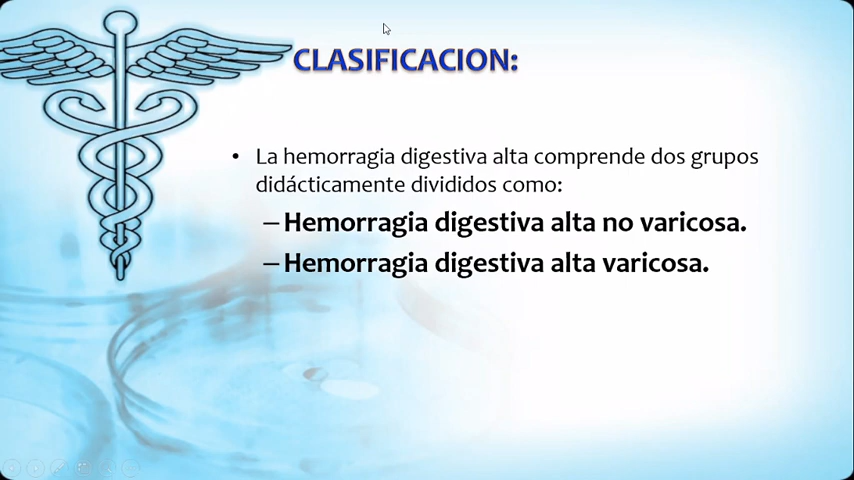 CLASIFICACION:
• La hemorragia digestiva alta comprende dos grupos
didácticamente divididos como:
– Hemorragia digestiva alta no varicosa.
– Hemorragia digestiva alta varicosa.